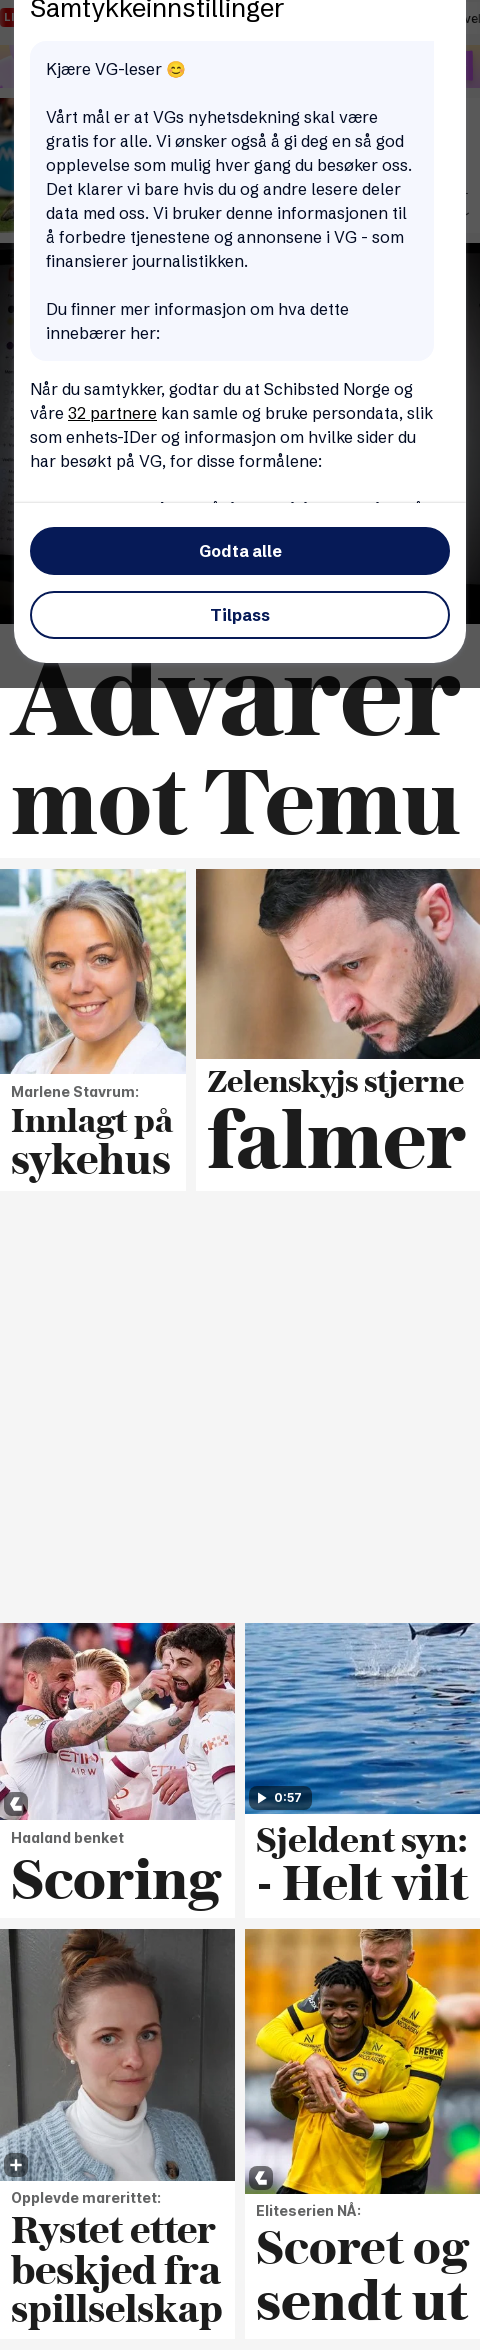 Samtykkeinnstillinger
Kjære VG-leser 😊
Vårt mål er at VGs nyhetsdekning skal være
gratis for alle. Vi ønsker også å gi deg en så god
opplevelse som mulig hver gang du besøker oss.
Det klarer vi bare hvis du og andre lesere deler
data med oss. Vi bruker denne informasjonen til
å forbedre tjenestene og annonsene i VG - som
finansierer journalistikken.
Du finner mer informasjon om hva dette
innebærer her:
Når du samtykker, godtar du at Schibsted Norge og
våre 32 partnere kan samle og bruke persondata, slik
som enhets-IDer og informasjon om hvilke sider du
har besøkt på VG, for disse formålene:
Godta alle
Tilpass
Advarer
mot Temu
Marlene Stavrum:
Innlagt på
sykehus
Zelenskyjs stjerne
falmer
Haaland benket
Scoring
0:57
Sjeldent syn:
- Helt vilt
Opplevde marerittet:
Rystet etter
beskjed fra
spillselskap
Eliteserien NÅ:
Scoret og
sendt ut